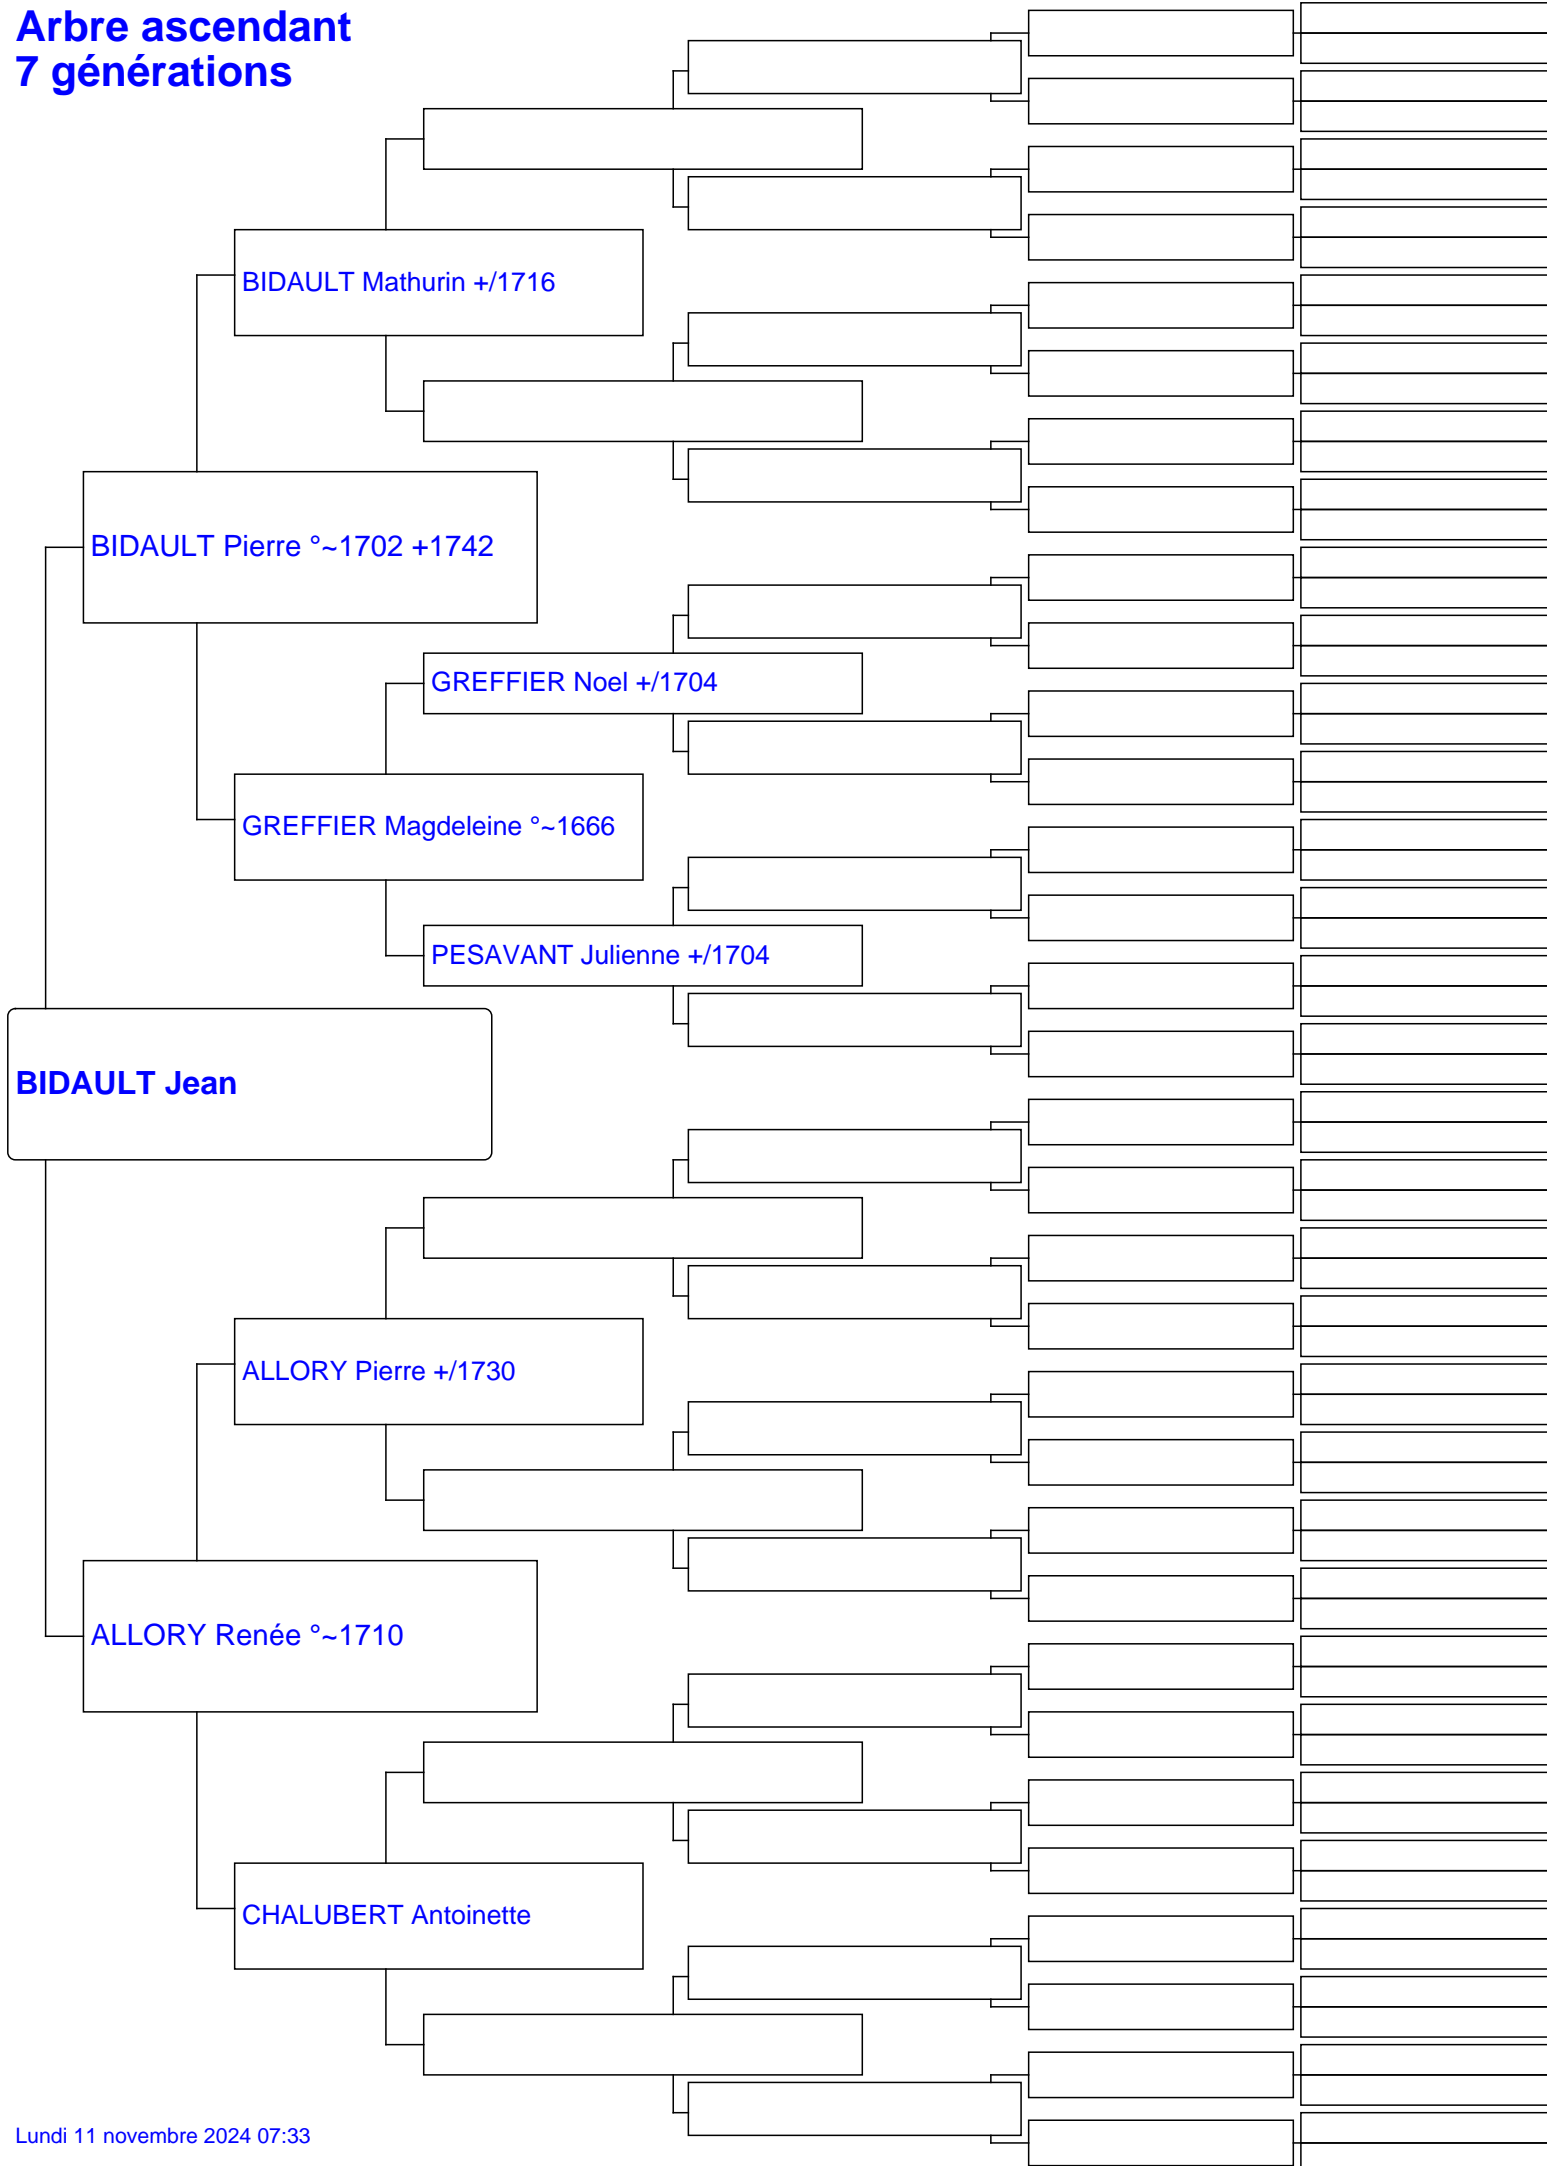 Arbre ascendant
7 générations
BIDAULT Mathurin +/1716
BIDAULT Pierre °~1702 +1742
GREFFIER Noel +/1704
GREFFIER Magdeleine °~1666
PESAVANT Julienne +/1704
BIDAULT Jean
ALLORY Pierre +/1730
ALLORY Renée °~1710
CHALUBERT Antoinette
Lundi 11 novembre 2024 07:33